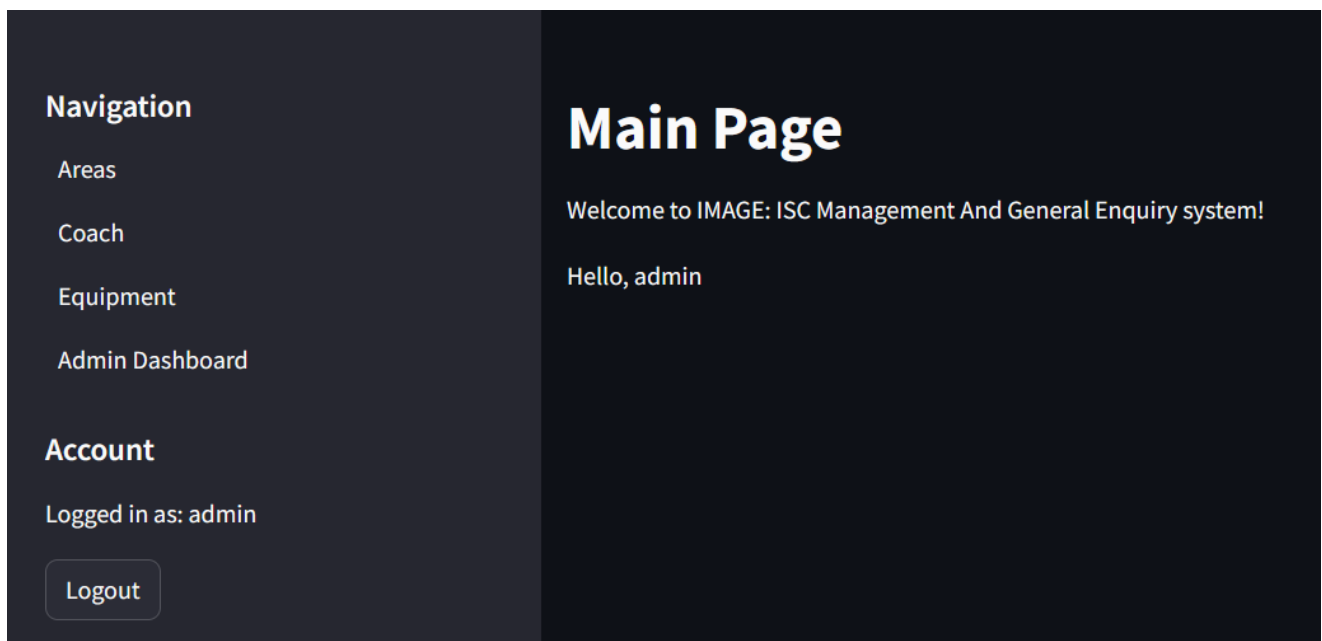 Navigation
Areas
Coach
Equipment
Admin Dashboard
Account
Logged in as: admin
Logout
Main Page
Welcome to IMAGE: ISC Management And General Enquiry system!
Hello, admin